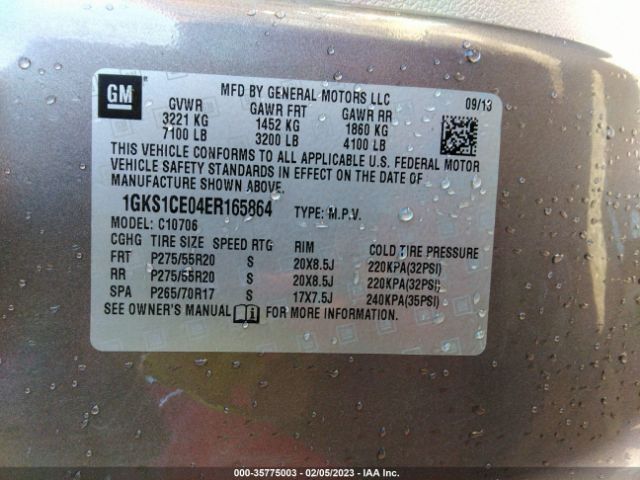 GM
MFD BY GENERAL MOTORS LLC 09/13
GVWR GAWR FRT GAWR RR
3221 KG 1452 KG 1860 KG
7100 LB 3200 LB 4100 LB
THIS VEHICLE CONFORMS TO ALL APPLICABLE U.S. FEDERAL MOTOR
VEHICLE SAFETY STANDARDS IN EFFECT ON THE DATE OF
MANUFACTURE SHOWN ABOVE.
1GKS1CE04ER165864 TYPE: M.P.V.
MODEL: C10706
CGHG TIRE SIZE SPEED RTG RIM COLD TIRE PRESSURE
FRT P275/55R20 S 20X8.5J 220KPA(32PSI)
RR P275/55R20 S 20X8.5J 220KPA(32PSI)
SPA P265/70R17 S 17X7.5J 240KPA(35PSI)
SEE OWNER'S MANUAL FOR MORE INFORMATION.
000-35775003 — 02/05/2023 — IAA Inc.